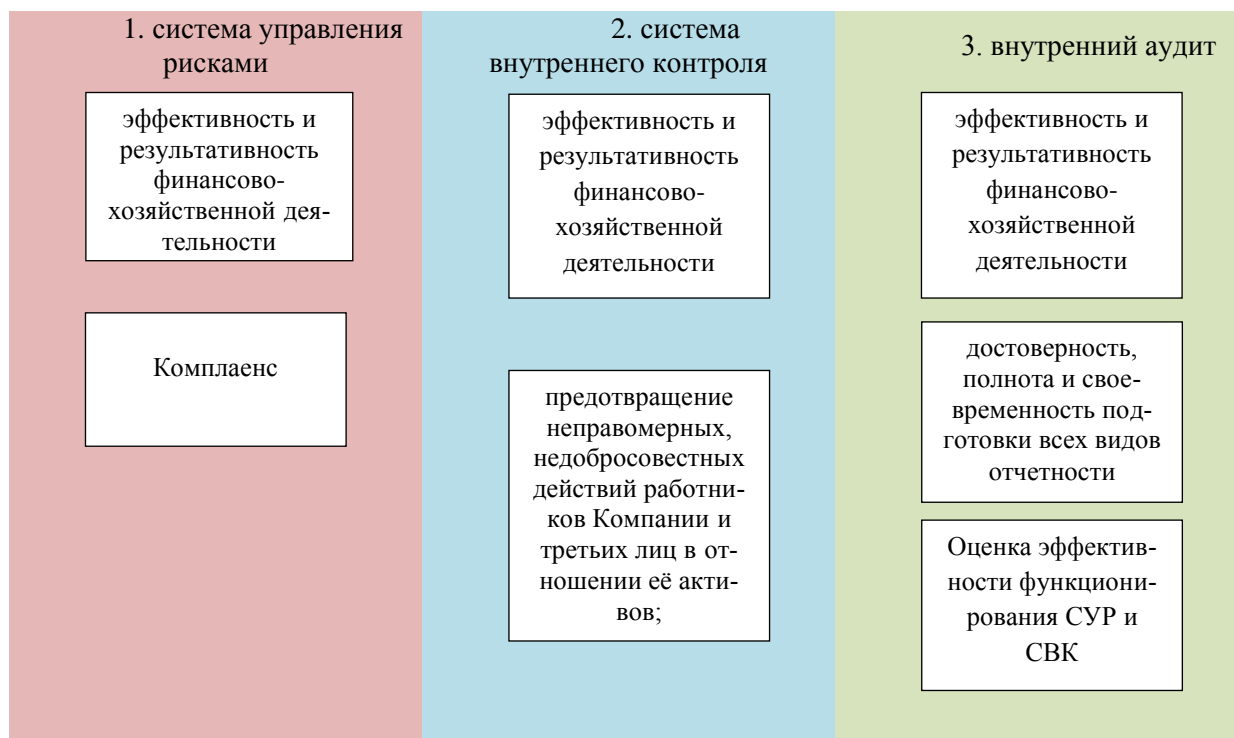 1. система управления
рисками
эффективность и
результативность
финансово-
хозяйственной дея-
тельности
Комплаенс
2. система
внутреннего контроля
эффективность и
результативность
финансово-
хозяйственной
деятельности
предотвращение
неправомерных,
недобросовестных
действий работни-
ков Компании и
третьих лиц в от-
ношении её акти-
вов;
3. внутренний аудит
эффективность и
результативность
финансово-
хозяйственной
деятельности
достоверность,
полнота и свое-
временность под-
готовки всех видов
отчетности
Оценка эффектив-
ности функциони-
рования СУР и
СВК